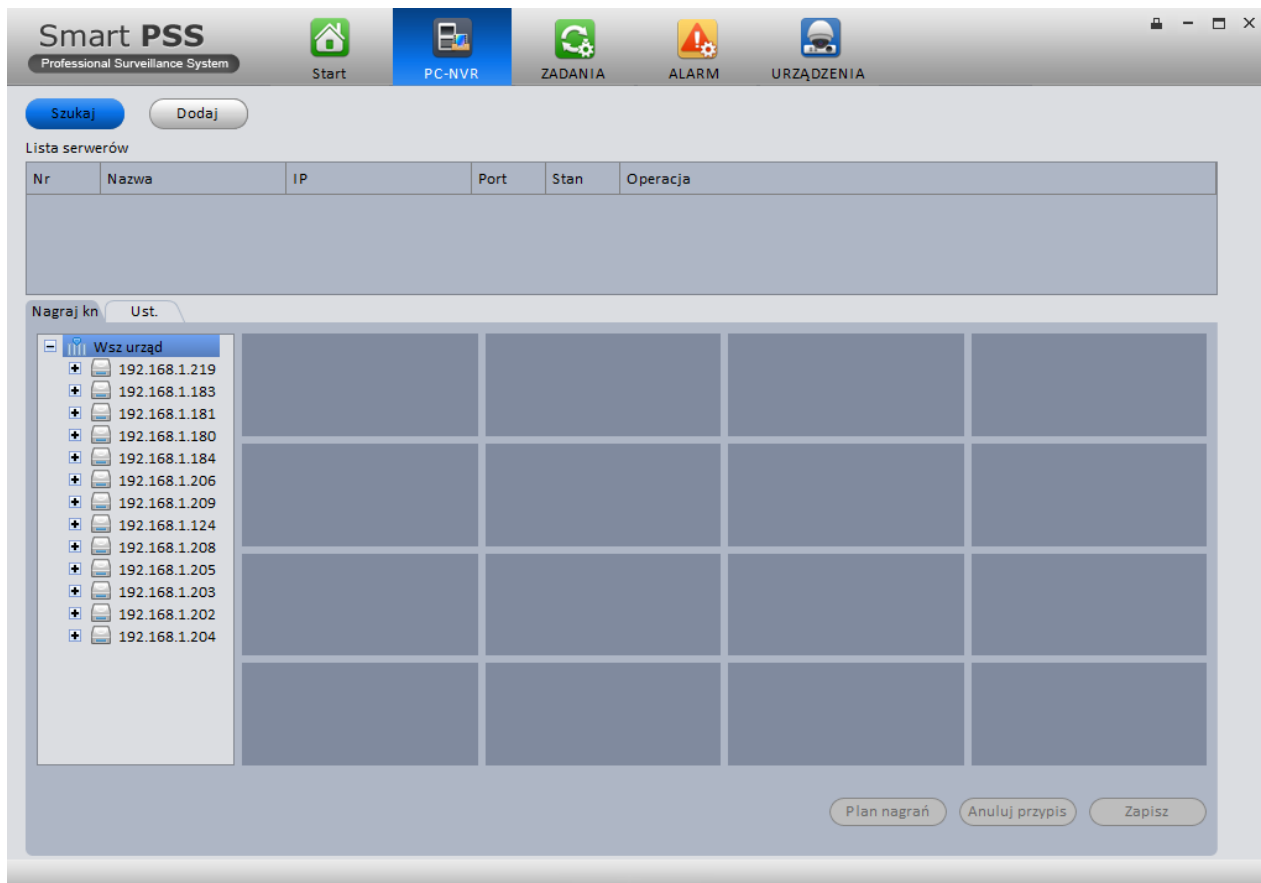 Smart PSS
Professional Surveillance System
Start
PC-NVR
ZADANIA
ALARM
URZĄDZENIA
Szukaj
Dodaj
Lista serwerów
Nr Nazwa IP Port Stan Operacja
Nagraj kn
Ust.
Wsz urząd
192.168.1.219
192.168.1.183
192.168.1.181
192.168.1.180
192.168.1.184
192.168.1.206
192.168.1.209
192.168.1.124
192.168.1.208
192.168.1.205
192.168.1.203
192.168.1.202
192.168.1.204
Plan nagrań
Anuluj przypis
Zapisz